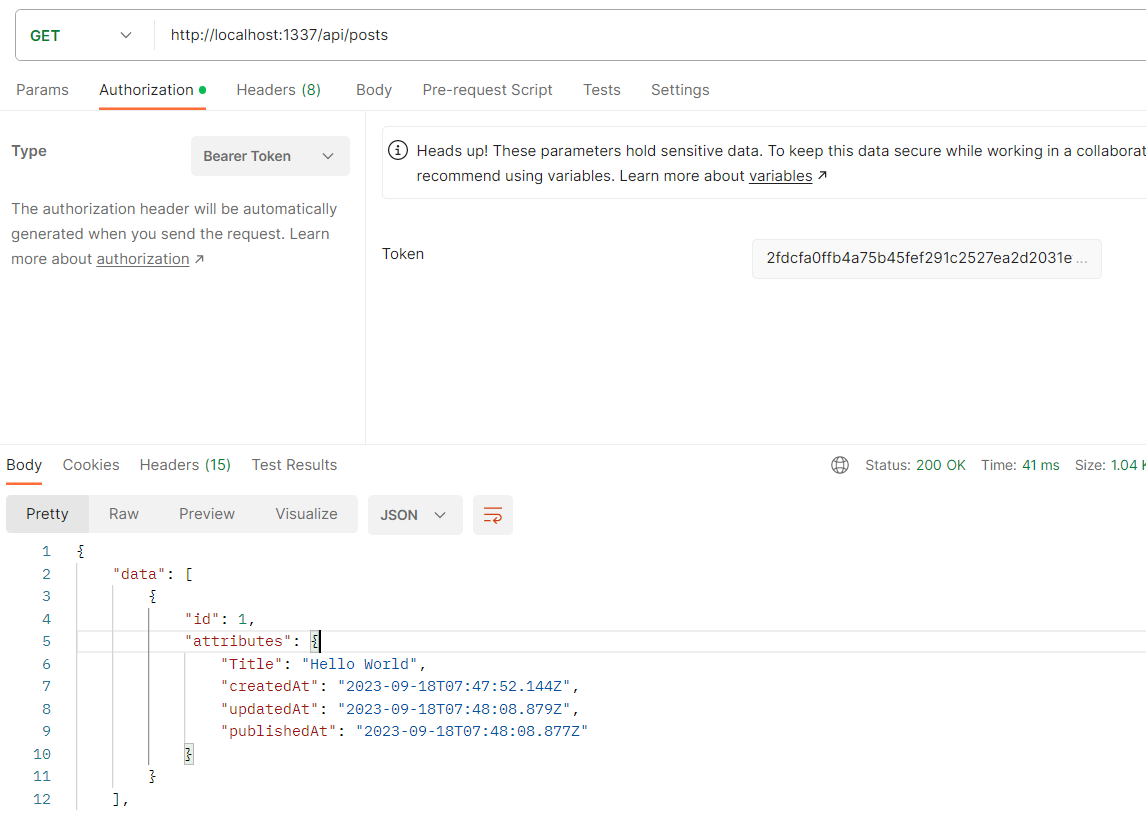 GET http://localhost:1337/api/posts
Params Authorization Headers (8) Body Pre-request Script Tests Settings
Type Bearer Token
The authorization header will be automatically
generated when you send the request. Learn
more about authorization ↗
Heads up! These parameters hold sensitive data. To keep this data secure while working in a collaborat
recommend using variables. Learn more about variables ↗
Token 2fdcfa0ffb4a75b45fef291c2527ea2d2031e ...
Body Cookies Headers (15) Test Results Status: 200 OK Time: 41 ms Size: 1.04 K
Pretty Raw Preview Visualize JSON
1 {
2 "data": [
3 {
4 "id": 1,
5 "attributes": {
6 "Title": "Hello World",
7 "createdAt": "2023-09-18T07:47:52.144Z",
8 "updatedAt": "2023-09-18T07:48:08.879Z",
9 "publishedAt": "2023-09-18T07:48:08.877Z"
10 }
11 }
12 ],